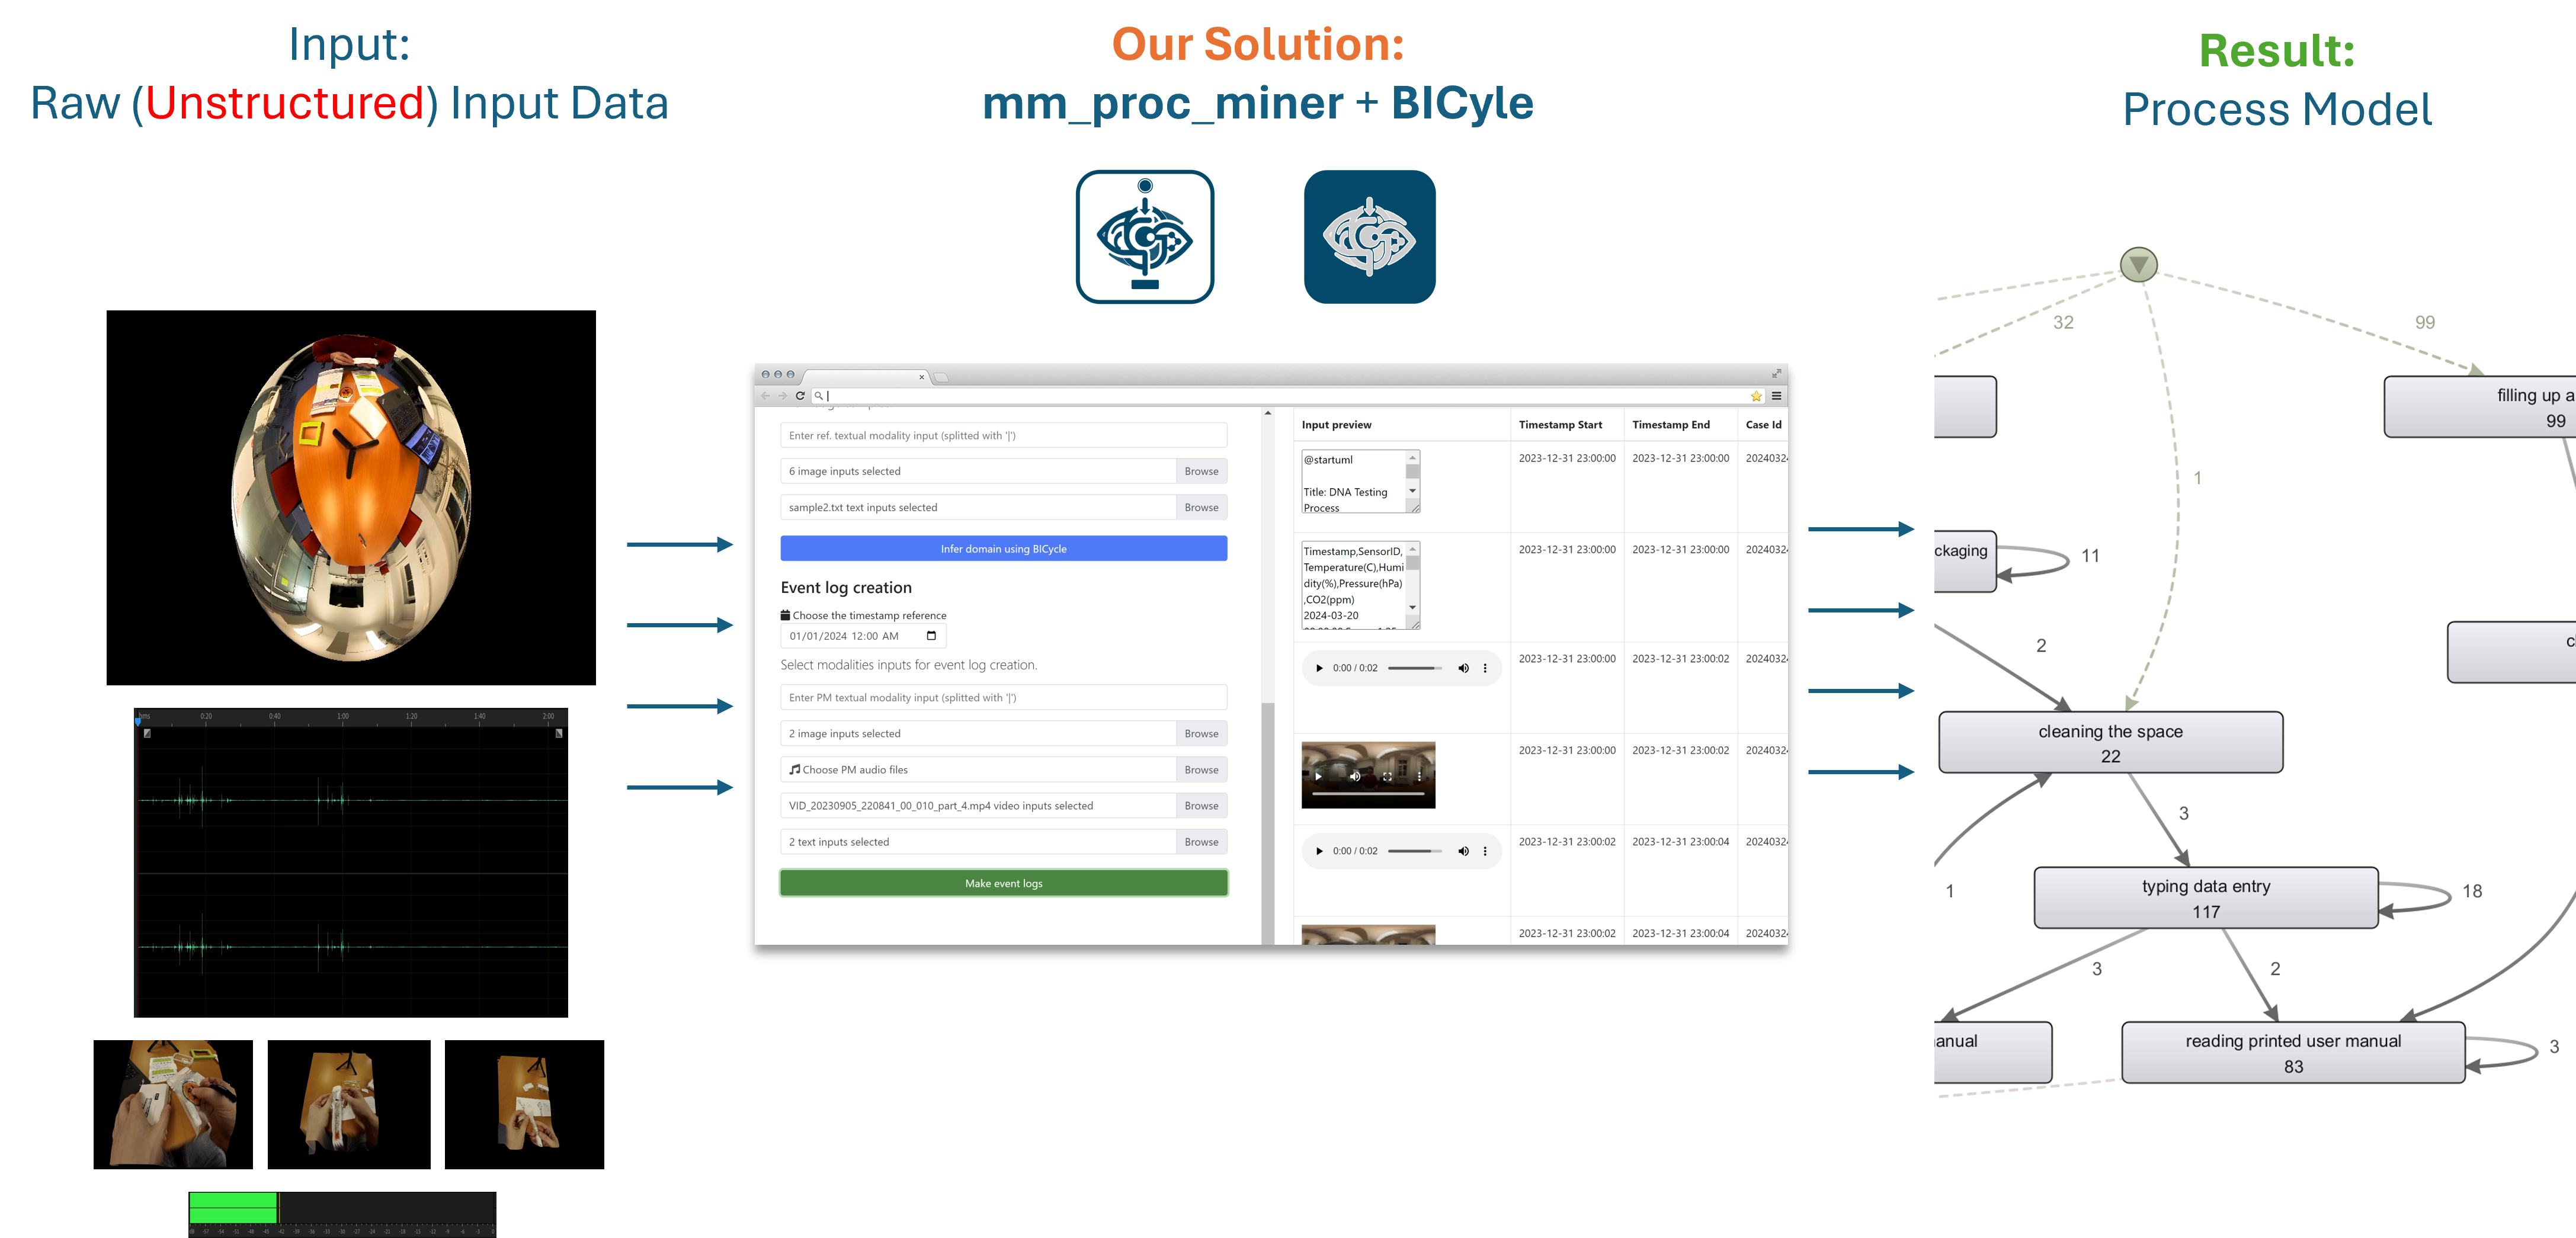 Input:
Raw (Unstructured) Input Data
Our Solution:
mm_proc_miner + BICyle
Result:
Process Model
hms 0:20 0:40 1:00 1:20 1:40 2:00
Enter ref. textual modality input (splitted with '|')
6 image inputs selected Browse
sample2.txt text inputs selected Browse
Infer domain using BICycle
Event log creation
Choose the timestamp reference
01/01/2024 12:00 AM
Select modalities inputs for event log creation.
Enter PM textual modality input (splitted with '|')
2 image inputs selected Browse
Choose PM audio files Browse
VID_20230905_220841_00_010_part_4.mp4 video inputs selected Browse
2 text inputs selected Browse
Make event logs
Input preview Timestamp Start Timestamp End Case Id
@startuml
Title: DNA Testing
Process
2023-12-31 23:00:00 2023-12-31 23:00:00 20240324
Timestamp,SensorID,
Temperature(C),Humi
dity(%),Pressure(hPa)
,CO2(ppm)
2024-03-20
2023-12-31 23:00:00 2023-12-31 23:00:00 20240324
0:00 / 0:02 2023-12-31 23:00:00 2023-12-31 23:00:02 20240324
2023-12-31 23:00:00 2023-12-31 23:00:02 20240324
0:00 / 0:02 2023-12-31 23:00:02 2023-12-31 23:00:04 20240324
2023-12-31 23:00:02 2023-12-31 23:00:04 20240324
32
99
filling up a
99
1
ckaging
11
2
c
cleaning the space
22
3
1
typing data entry
117
18
3
2
anual
reading printed user manual
83
3